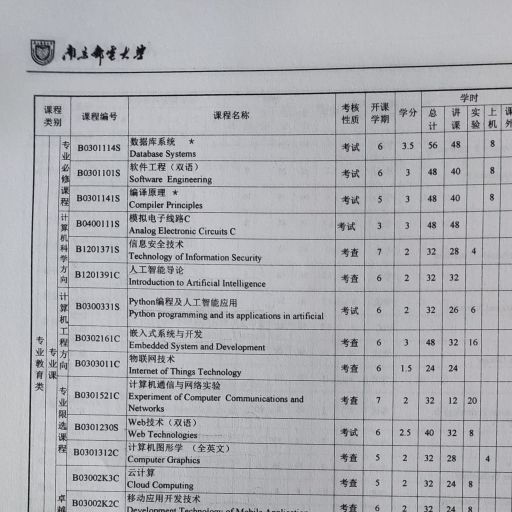 南京邮电大学
课程类别 课程编号 课程名称 考核性质 开课学期 学分 学时
总计 讲课 实验 上机 课外
专业教育类
专业课
专业必修课程
计算机科学方向
计算机工程方向
专业限选课程
B0301114S 数据库系统 * 考试 6 3.5 56 48 8
Database Systems
B0301101S 软件工程（双语） 考试 6 3 48 40 8
Software Engineering
B0301141S 编译原理 * 考试 5 3 48 40 8
Compiler Principles
B0400111S 模拟电子线路C 考试 3 3 48 48
Analog Electronic Circuits C
B1201371S 信息安全技术 考查 7 2 32 28 4
Technology of Information Security
B1201391C 人工智能导论 考查 6 2 32 32
Introduction to Artificial Intelligence
B0300331S Python编程及人工智能应用 考试 6 2 32 26 6
Python programming and its applications in artificial
B0302161C 嵌入式系统与开发 考查 6 3 48 32 16
Embedded System and Development
B0303011C 物联网技术 考查 6 1.5 24 24
Internet of Things Technology
B0301521C 计算机通信与网络实验 考查 7 2 32 12 20
Experiment of Computer Communications and
Networks
B0301230S Web技术（双语） 考试 6 2.5 40 32 8
Web Technologies
B0301312C 计算机图形学 （全英文） 考查 5 2 32 28 4
Computer Graphics
B03002K3C 云计算 考查 5 2 32 24 8
Cloud Computing
B03002K2C 移动应用开发技术 考查 6 2 32 24 8
Development Technology of Mobile Application
卓越